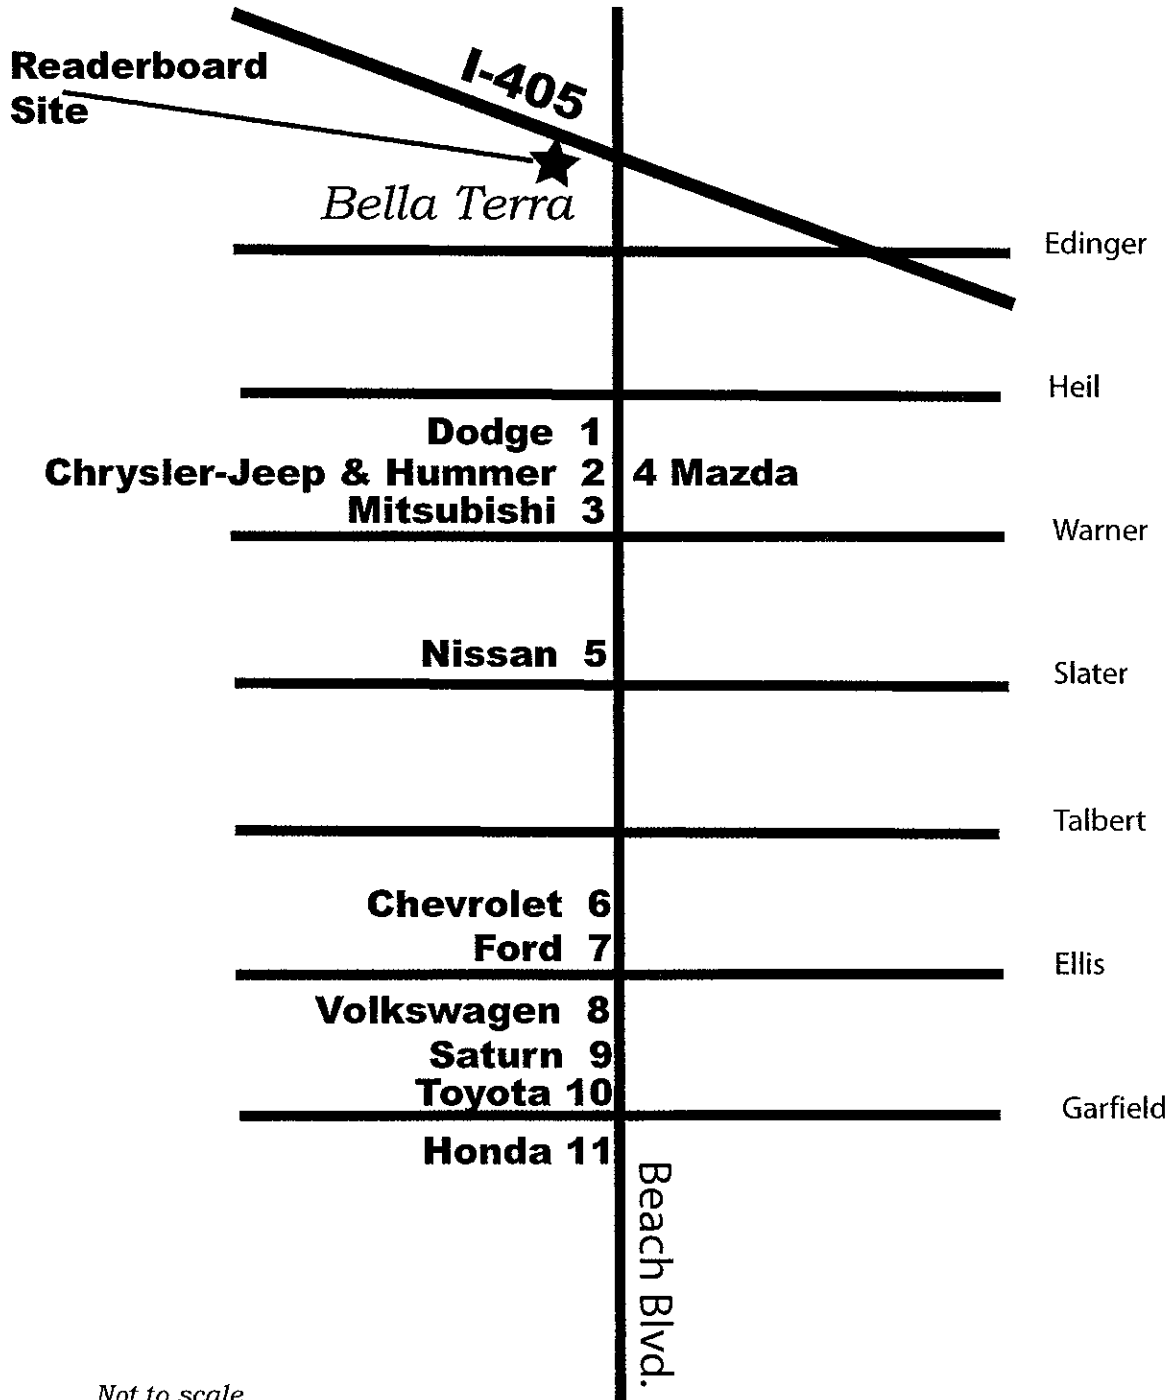 I-405
Readerboard
Site
Bella Terra
Edinger
Heil
Dodge 1
Chrysler-Jeep & Hummer 2
4 Mazda
Mitsubishi 3
Warner
Nissan 5
Slater
Talbert
Chevrolet 6
Ford 7
Ellis
Volkswagen 8
Saturn 9
Toyota 10
Garfield
Honda 11
Beach Blvd.
Not to scale